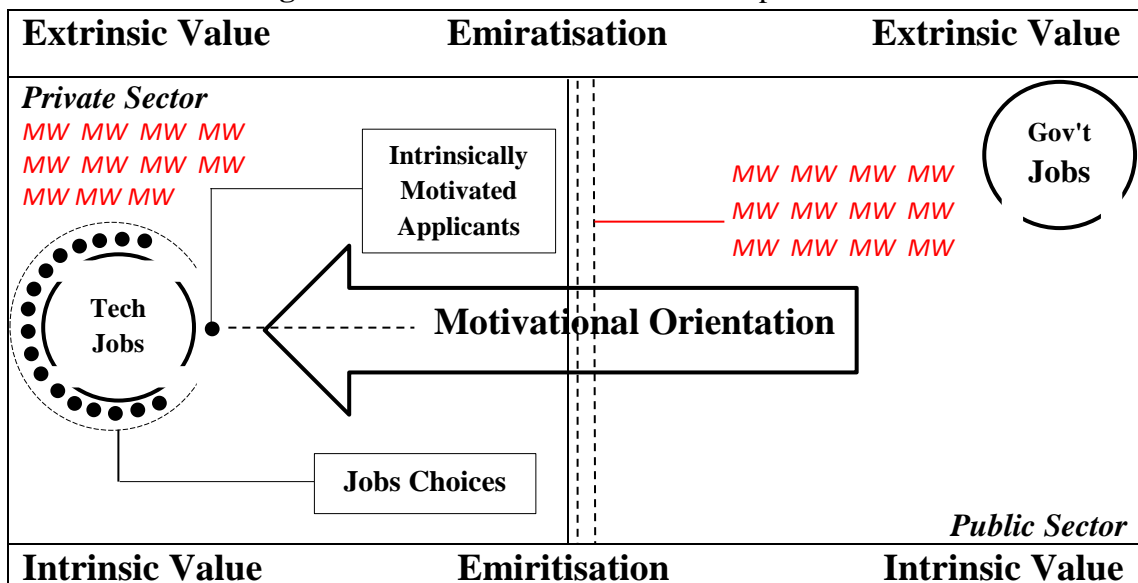 Extrinsic Value Emiratisation Extrinsic Value
Private Sector
MW MW MW MW
MW MW MW MW
MW MW MW
Intrinsically
Motivated
Applicants
Gov't
Jobs
MW MW MW MW
MW MW MW MW
MW MW MW MW
Tech
Jobs
Motivational Orientation
Jobs Choices
Public Sector
Intrinsic Value Emiritisation Intrinsic Value